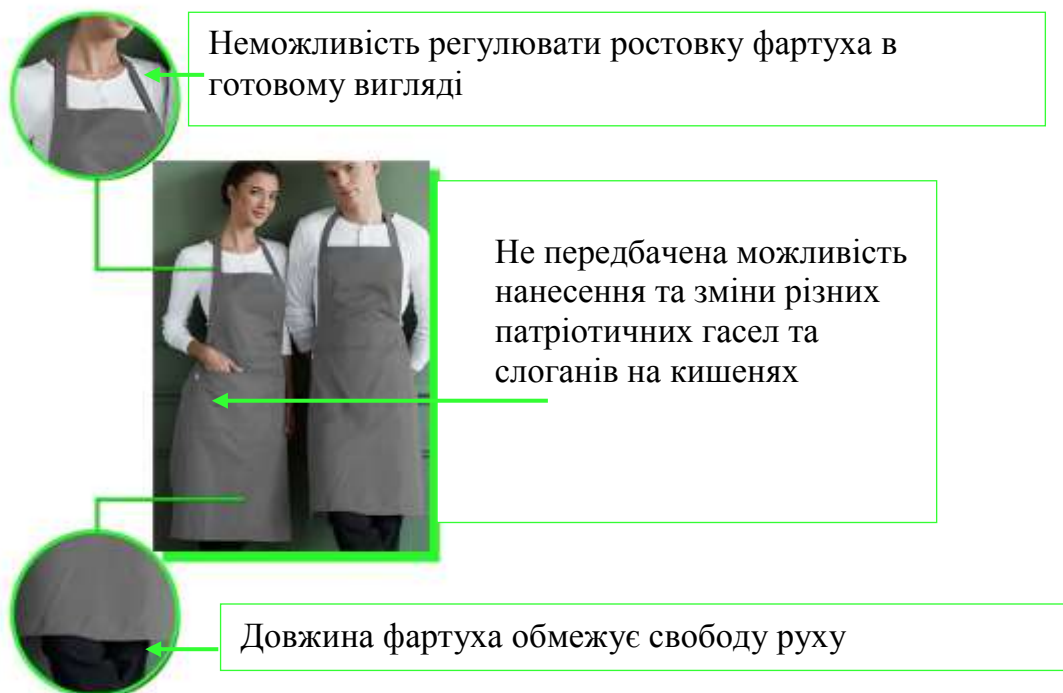 Неможливість регулювати ростовку фартуха в
готовому вигляді
Не передбачена можливість
нанесення та зміни різних
патріотичних гасел та
слоганів на кишенях
Довжина фартуха обмежує свободу руху